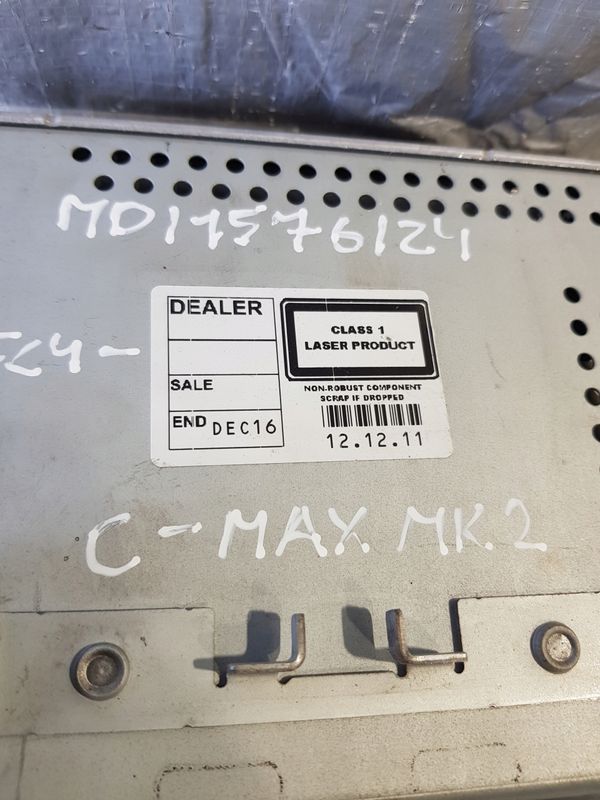 MD17576124
DEALER
CLASS 1
LASER PRODUCT
SALE
NON-ROBUST COMPONENT
SCRAP IF DROPPED
END DEC16
12.12.11
C-MAX MK.2